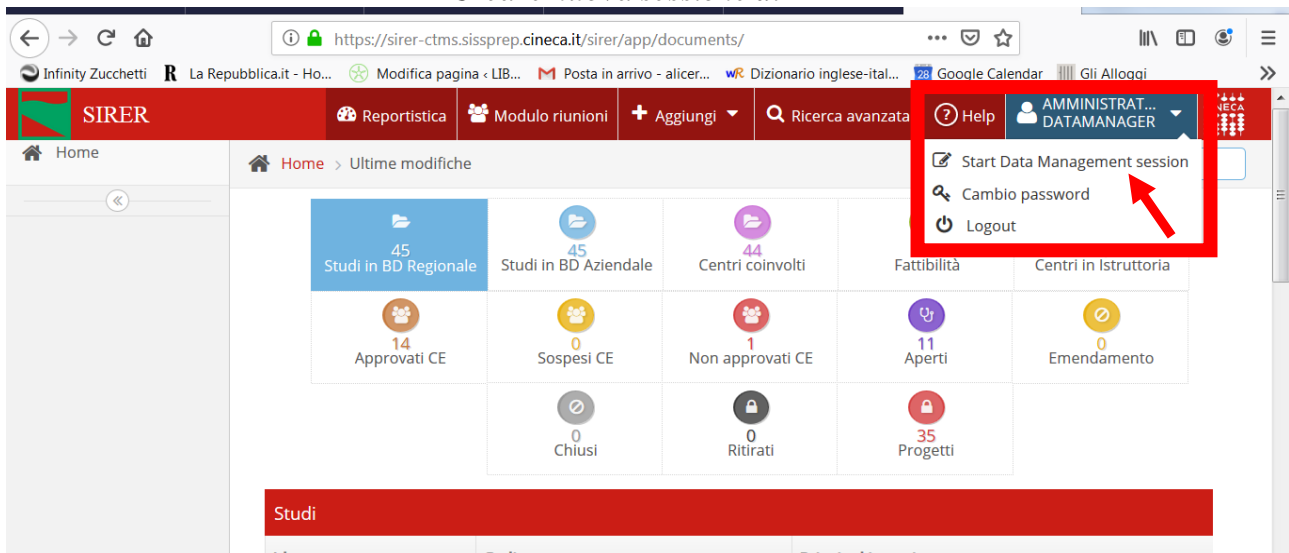 https://sirer-ctms.sissprep.cineca.it/sirer/app/documents/
Infinity Zucchetti R La Repubblica.it - Ho... Modifica pagina ‹ LIB... Posta in arrivo - alicer... WR Dizionario inglese-ital... 28 Google Calendar Gli Alloggi
SIRER Reportistica Modulo riunioni + Aggiungi Ricerca avanzata ? Help AMMINISTRAT...
DATAMANAGER
Home
Home > Ultime modifiche
Start Data Management session
Cambio password
Logout
45 45 44
Studi in BD Regionale Studi in BD Aziendale Centri coinvolti Fattibilità Centri in Istruttoria
14 0 1 11 0
Approvati CE Sospesi CE Non approvati CE Aperti Emendamento
0 0 35
Chiusi Ritirati Progetti
Studi